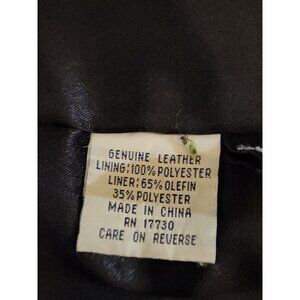 GENUINE LEATHER
LINING:100% POLYESTER
LINER:65% OLEFIN
35% POLYESTER
MADE IN CHINA
RN 17730
CARE ON REVERSE